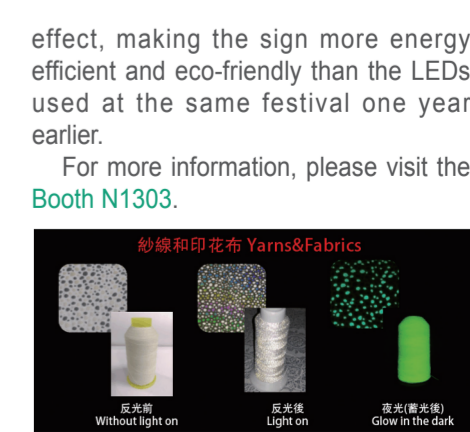 effect, making the sign more energy
efficient and eco-friendly than the LEDs
used at the same festival one year
earlier.
For more information, please visit the
Booth N1303.
紗線和印花布 Yarns&Fabrics
反光前
Without light on
反光後
Light on
夜光(蓄光後)
Glow in the dark